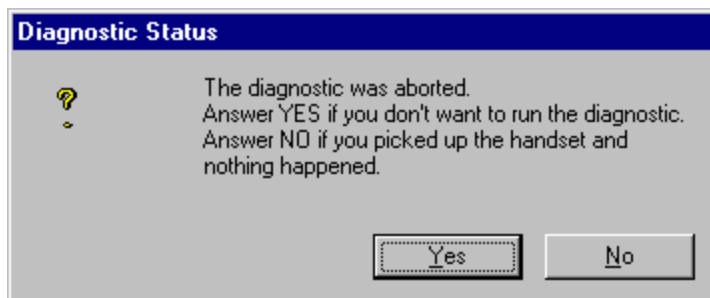 Diagnostic Status
The diagnostic was aborted.
Answer YES if you don't want to run the diagnostic.
Answer NO if you picked up the handset and
nothing happened.
Yes
No